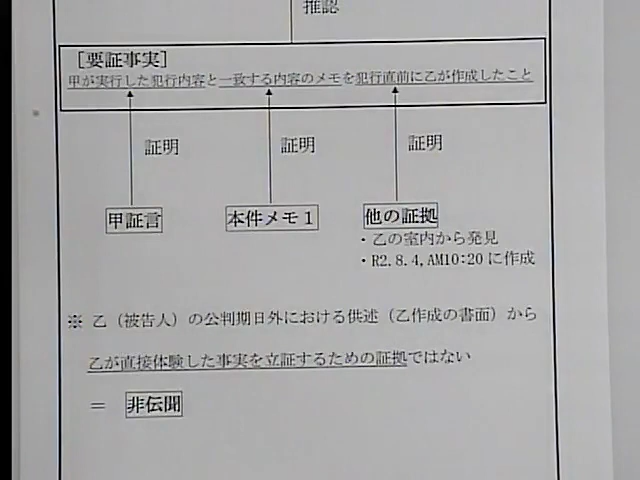 推認
［要証事実］
甲が実行した犯行内容と一致する内容のメモを犯行直前に乙が作成したこと
証明 証明 証明
甲証言 本件メモ１ 他の証拠
・乙の室内から発見
・R2.8.4,AM10:20に作成
※ 乙（被告人）の公判期日外における供述（乙作成の書面）から
乙が直接体験した事実を立証するための証拠ではない
＝ 非伝聞